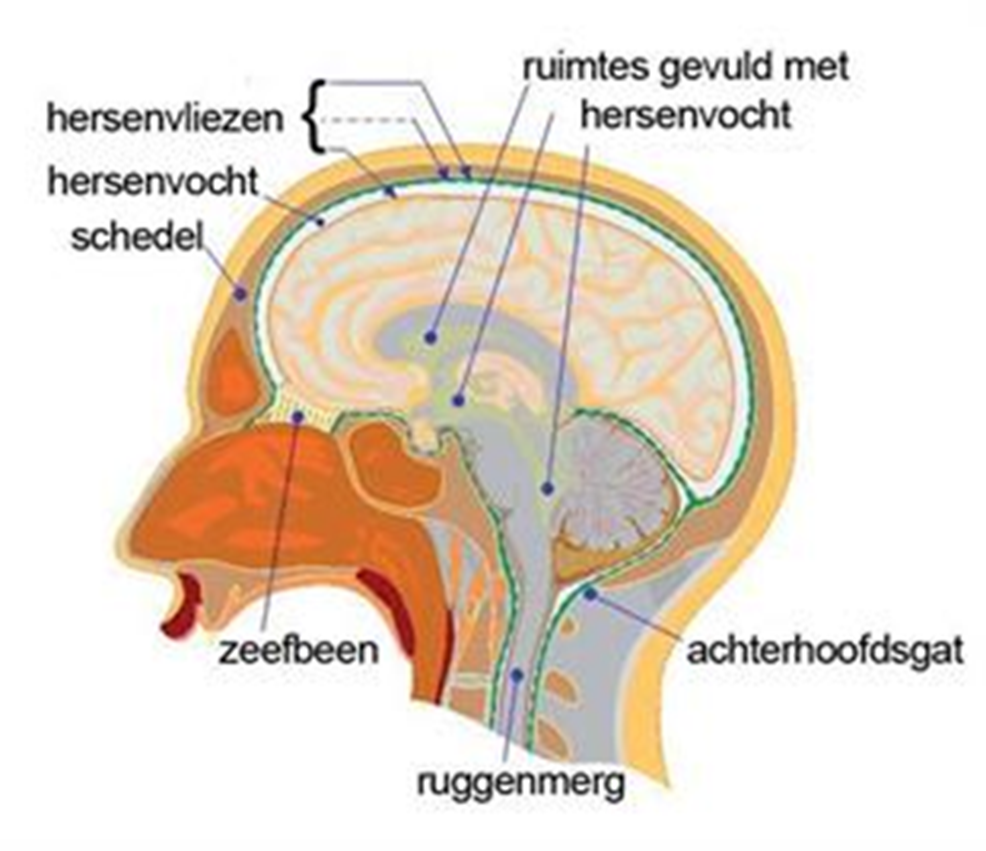 ruimtes gevuld met
hersenvocht
hersenvliezen
hersenvocht
schedel
zeefbeen
achterhoofdsgat
ruggenmerg